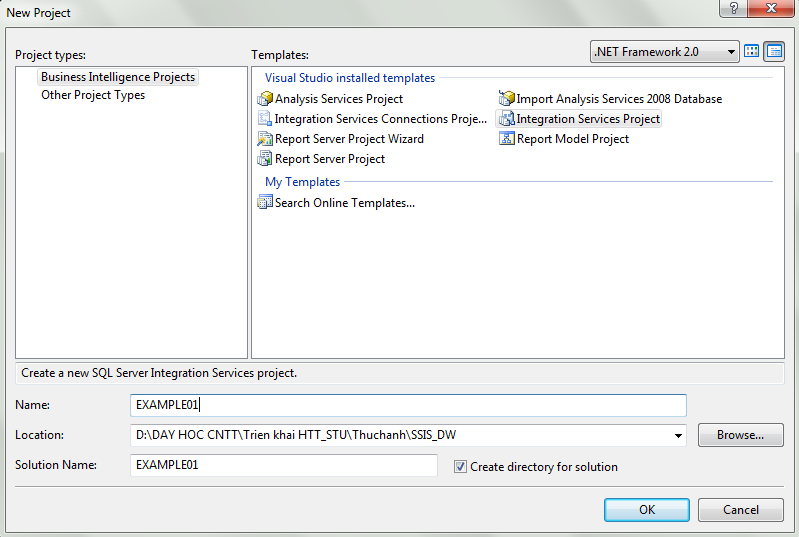 New Project
Project types:
Templates:
.NET Framework 2.0
Business Intelligence Projects
Other Project Types
Visual Studio installed templates
Analysis Services Project
Import Analysis Services 2008 Database
Integration Services Connections Proje...
Integration Services Project
Report Server Project Wizard
Report Model Project
Report Server Project
My Templates
Search Online Templates...
Create a new SQL Server Integration Services project.
Name:
EXAMPLE01
Location:
D:\DAY HOC CNTT\Trien khai HTT_STU\Thuchanh\SSIS_DW
Browse...
Solution Name:
EXAMPLE01
Create directory for solution
OK
Cancel